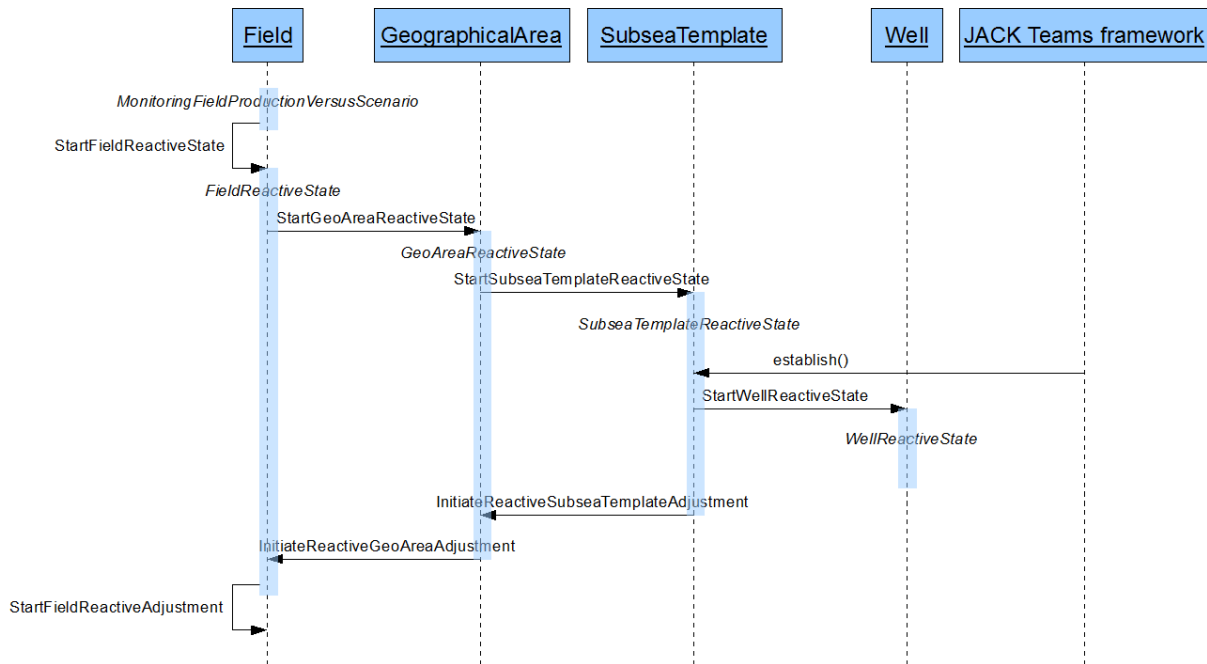 Field
GeographicalArea
SubseaTemplate
Well
JACK Teams framework
MonitoringFieldProductionVersusScenario
StartFieldReactiveState
FieldReactiveState
StartGeoAreaReactiveState
GeoAreaReactiveState
StartSubseaTemplateReactiveState
SubseaTemplateReactiveState
establish()
StartWellReactiveState
WellReactiveState
InitiateReactiveSubseaTemplateAdjustment
InitiateReactiveGeoAreaAdjustment
StartFieldReactiveAdjustment